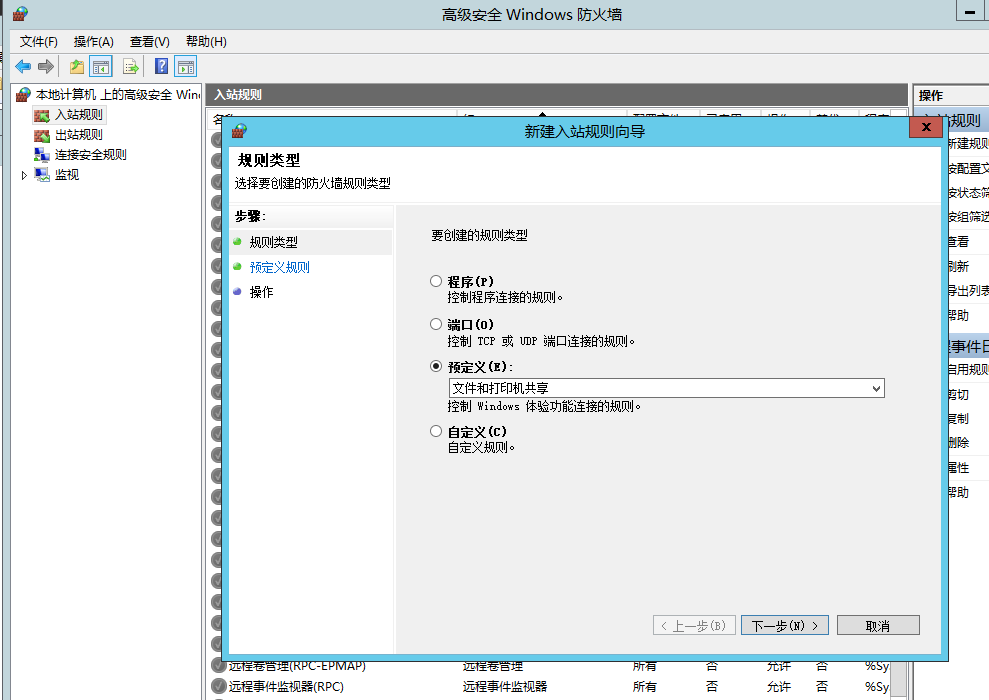 高级安全 Windows 防火墙
文件(F) 操作(A) 查看(V) 帮助(H)
本地计算机 上的高级安全 Win
入站规则
出站规则
连接安全规则
监视
入站规则
操作
新建入站规则向导
规则类型
选择要创建的防火墙规则类型
步骤:
规则类型
预定义规则
操作
要创建的规则类型
程序(P)
控制程序连接的规则。
端口(O)
控制 TCP 或 UDP 端口连接的规则。
预定义(E):
文件和打印机共享
控制 Windows 体验功能连接的规则。
自定义(C)
自定义规则。
< 上一步(B) 下一步(N) > 取消
规则
新建规则
按配置文
按状态筛
按组筛选
查看
刷新
导出列表
帮助
程事件日
启用规则
剪切
复制
删除
属性
帮助
远程卷管理(RPC-EPMAP) 远程卷管理 所有 否 允许 否 %Sy
远程事件监视器(RPC) 远程事件监视器 所有 否 允许 否 %Sy